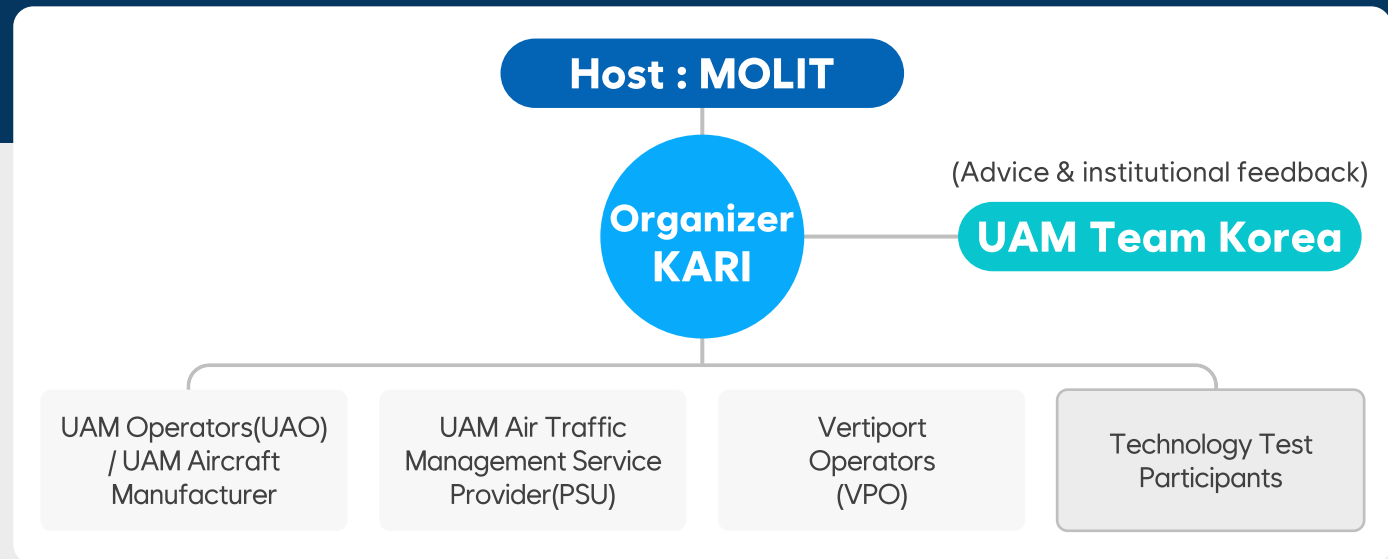 Host : MOLIT
Organizer
KARI
(Advice & institutional feedback)
UAM Team Korea
UAM Operators(UAO)
/ UAM Aircraft
Manufacturer
UAM Air Traffic
Management Service
Provider(PSU)
Vertiport
Operators
(VPO)
Technology Test
Participants